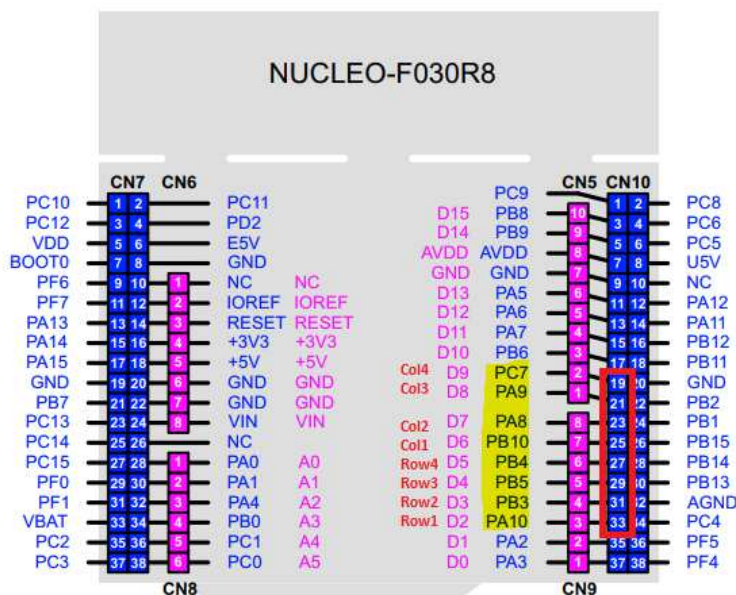 NUCLEO-F030R8
CN7 CN6 CN5 CN10
PC9
PC10 1 2 PC11 D15 PB8 10 1 2 PC8
PC12 3 4 PD2 D14 PB9 9 3 4 PC6
VDD 5 6 E5V AVDD AVDD 8 5 6 PC5
BOOT0 7 8 GND GND GND 7 7 8 U5V
PF6 9 10 1 NC NC D13 PA5 6 9 10 NC
PF7 11 12 2 IOREF IOREF D12 PA6 5 11 12 PA12
PA13 13 14 3 RESET RESET D11 PA7 4 13 14 PA11
PA14 15 16 4 +3V3 +3V3 D10 PB6 3 15 16 PB12
PA15 17 18 5 +5V +5V Col4 D9 PC7 2 17 18 PB11
GND 19 20 6 GND GND Col3 D8 PA9 1 19 20 GND
PB7 21 22 7 GND GND 21 22 PB2
PC13 23 24 8 VIN VIN Col2 D7 PA8 8 23 24 PB1
PC14 25 26 NC Col1 D6 PB10 7 25 26 PB15
PC15 27 28 1 PA0 A0 Row4 D5 PB4 6 27 28 PB14
PF0 29 30 2 PA1 A1 Row3 D4 PB5 5 29 30 PB13
PF1 31 32 3 PA4 A2 Row2 D3 PB3 4 31 32 AGND
VBAT 33 34 4 PB0 A3 Row1 D2 PA10 3 33 34 PC4
PC2 35 36 5 PC1 A4 D1 PA2 2 35 36 PF5
PC3 37 38 6 PC0 A5 D0 PA3 1 37 38 PF4
CN8 CN9